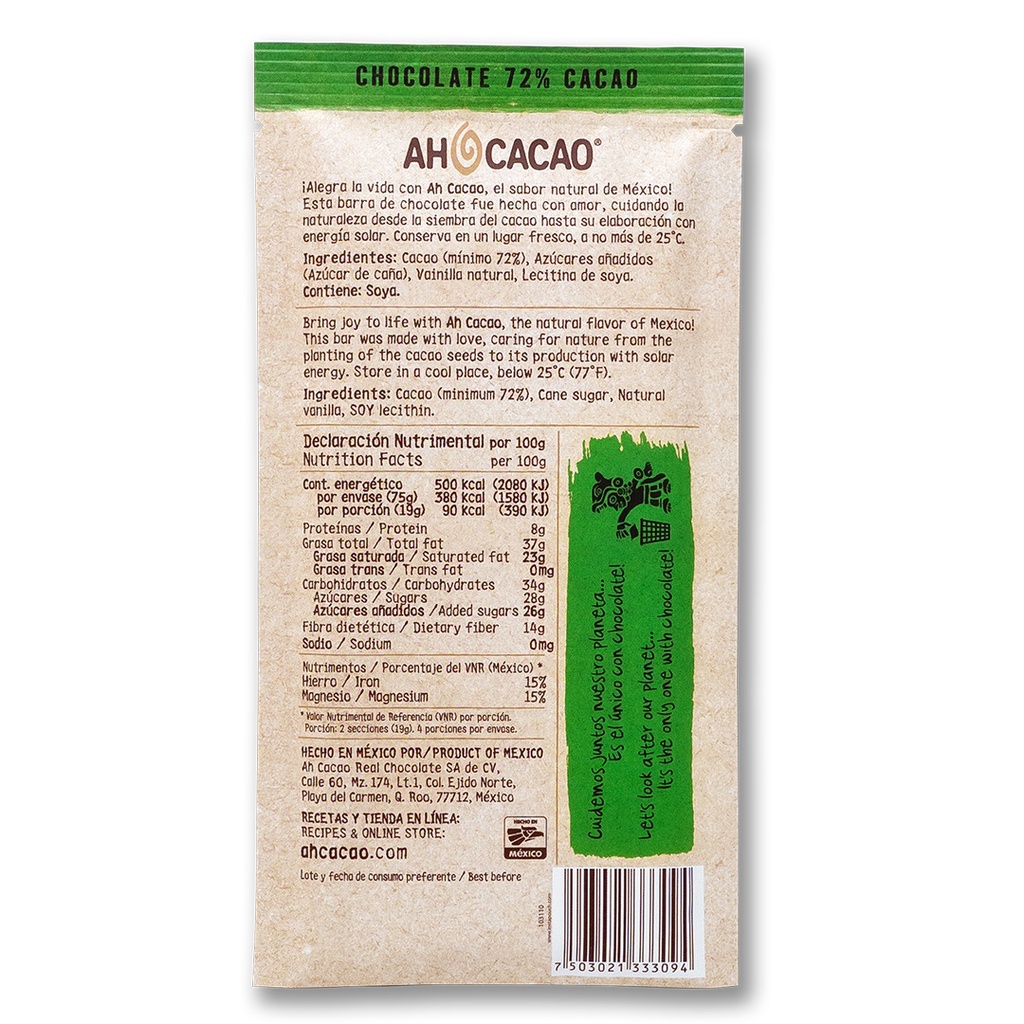 CHOCOLATE 72% CACAO
AH CACAO®
¡Alegra la vida con Ah Cacao, el sabor natural de México!
Esta barra de chocolate fue hecha con amor, cuidando la
naturaleza desde la siembra del cacao hasta su elaboración con
energía solar. Conserva en un lugar fresco, a no más de 25°C.
Ingredientes: Cacao (mínimo 72%), Azúcares añadidos
(Azúcar de caña), Vainilla natural, Lecitina de soya.
Contiene: Soya.
Bring joy to life with Ah Cacao, the natural flavor of Mexico!
This bar was made with love, caring for nature from the
planting of the cacao seeds to its production with solar
energy. Store in a cool place, below 25°C (77°F).
Ingredients: Cacao (minimum 72%), Cane sugar, Natural
vanilla, SOY lecithin.
Declaración Nutrimental por 100g
Nutrition Facts per 100g
Cont. energético 500 kcal (2080 kJ)
por envase (75g) 380 kcal (1580 kJ)
por porción (19g) 90 kcal (390 kJ)
Proteínas / Protein 8g
Grasa total / Total fat 37g
Grasa saturada / Saturated fat 23g
Grasa trans / Trans fat 0mg
Carbohidratos / Carbohydrates 34g
Azúcares / Sugars 28g
Azúcares añadidos /Added sugars 26g
Fibra dietética / Dietary fiber 14g
Sodio / Sodium 0mg
Nutrimentos / Porcentaje del VNR (México) *
Hierro / Iron 15%
Magnesio / Magnesium 15%
* Valor Nutrimental de Referencia (VNR) por porción.
Porción: 2 secciones (19g). 4 porciones por envase.
HECHO EN MÉXICO POR/PRODUCT OF MEXICO
Ah Cacao Real Chocolate SA de CV,
Calle 60, Mz. 174, Lt.1, Col. Ejido Norte,
Playa del Carmen, Q. Roo, 77712, México
RECETAS Y TIENDA EN LÍNEA:
RECIPES & ONLINE STORE:
ahcacao.com
HECHO EN
MÉXICO
Lote y fecha de consumo preferente / Best before
Cuidemos juntos nuestro planeta...
Es el único con chocolate!
Let's look after our planet...
It's the only one with chocolate!
103110
7 503021 333094